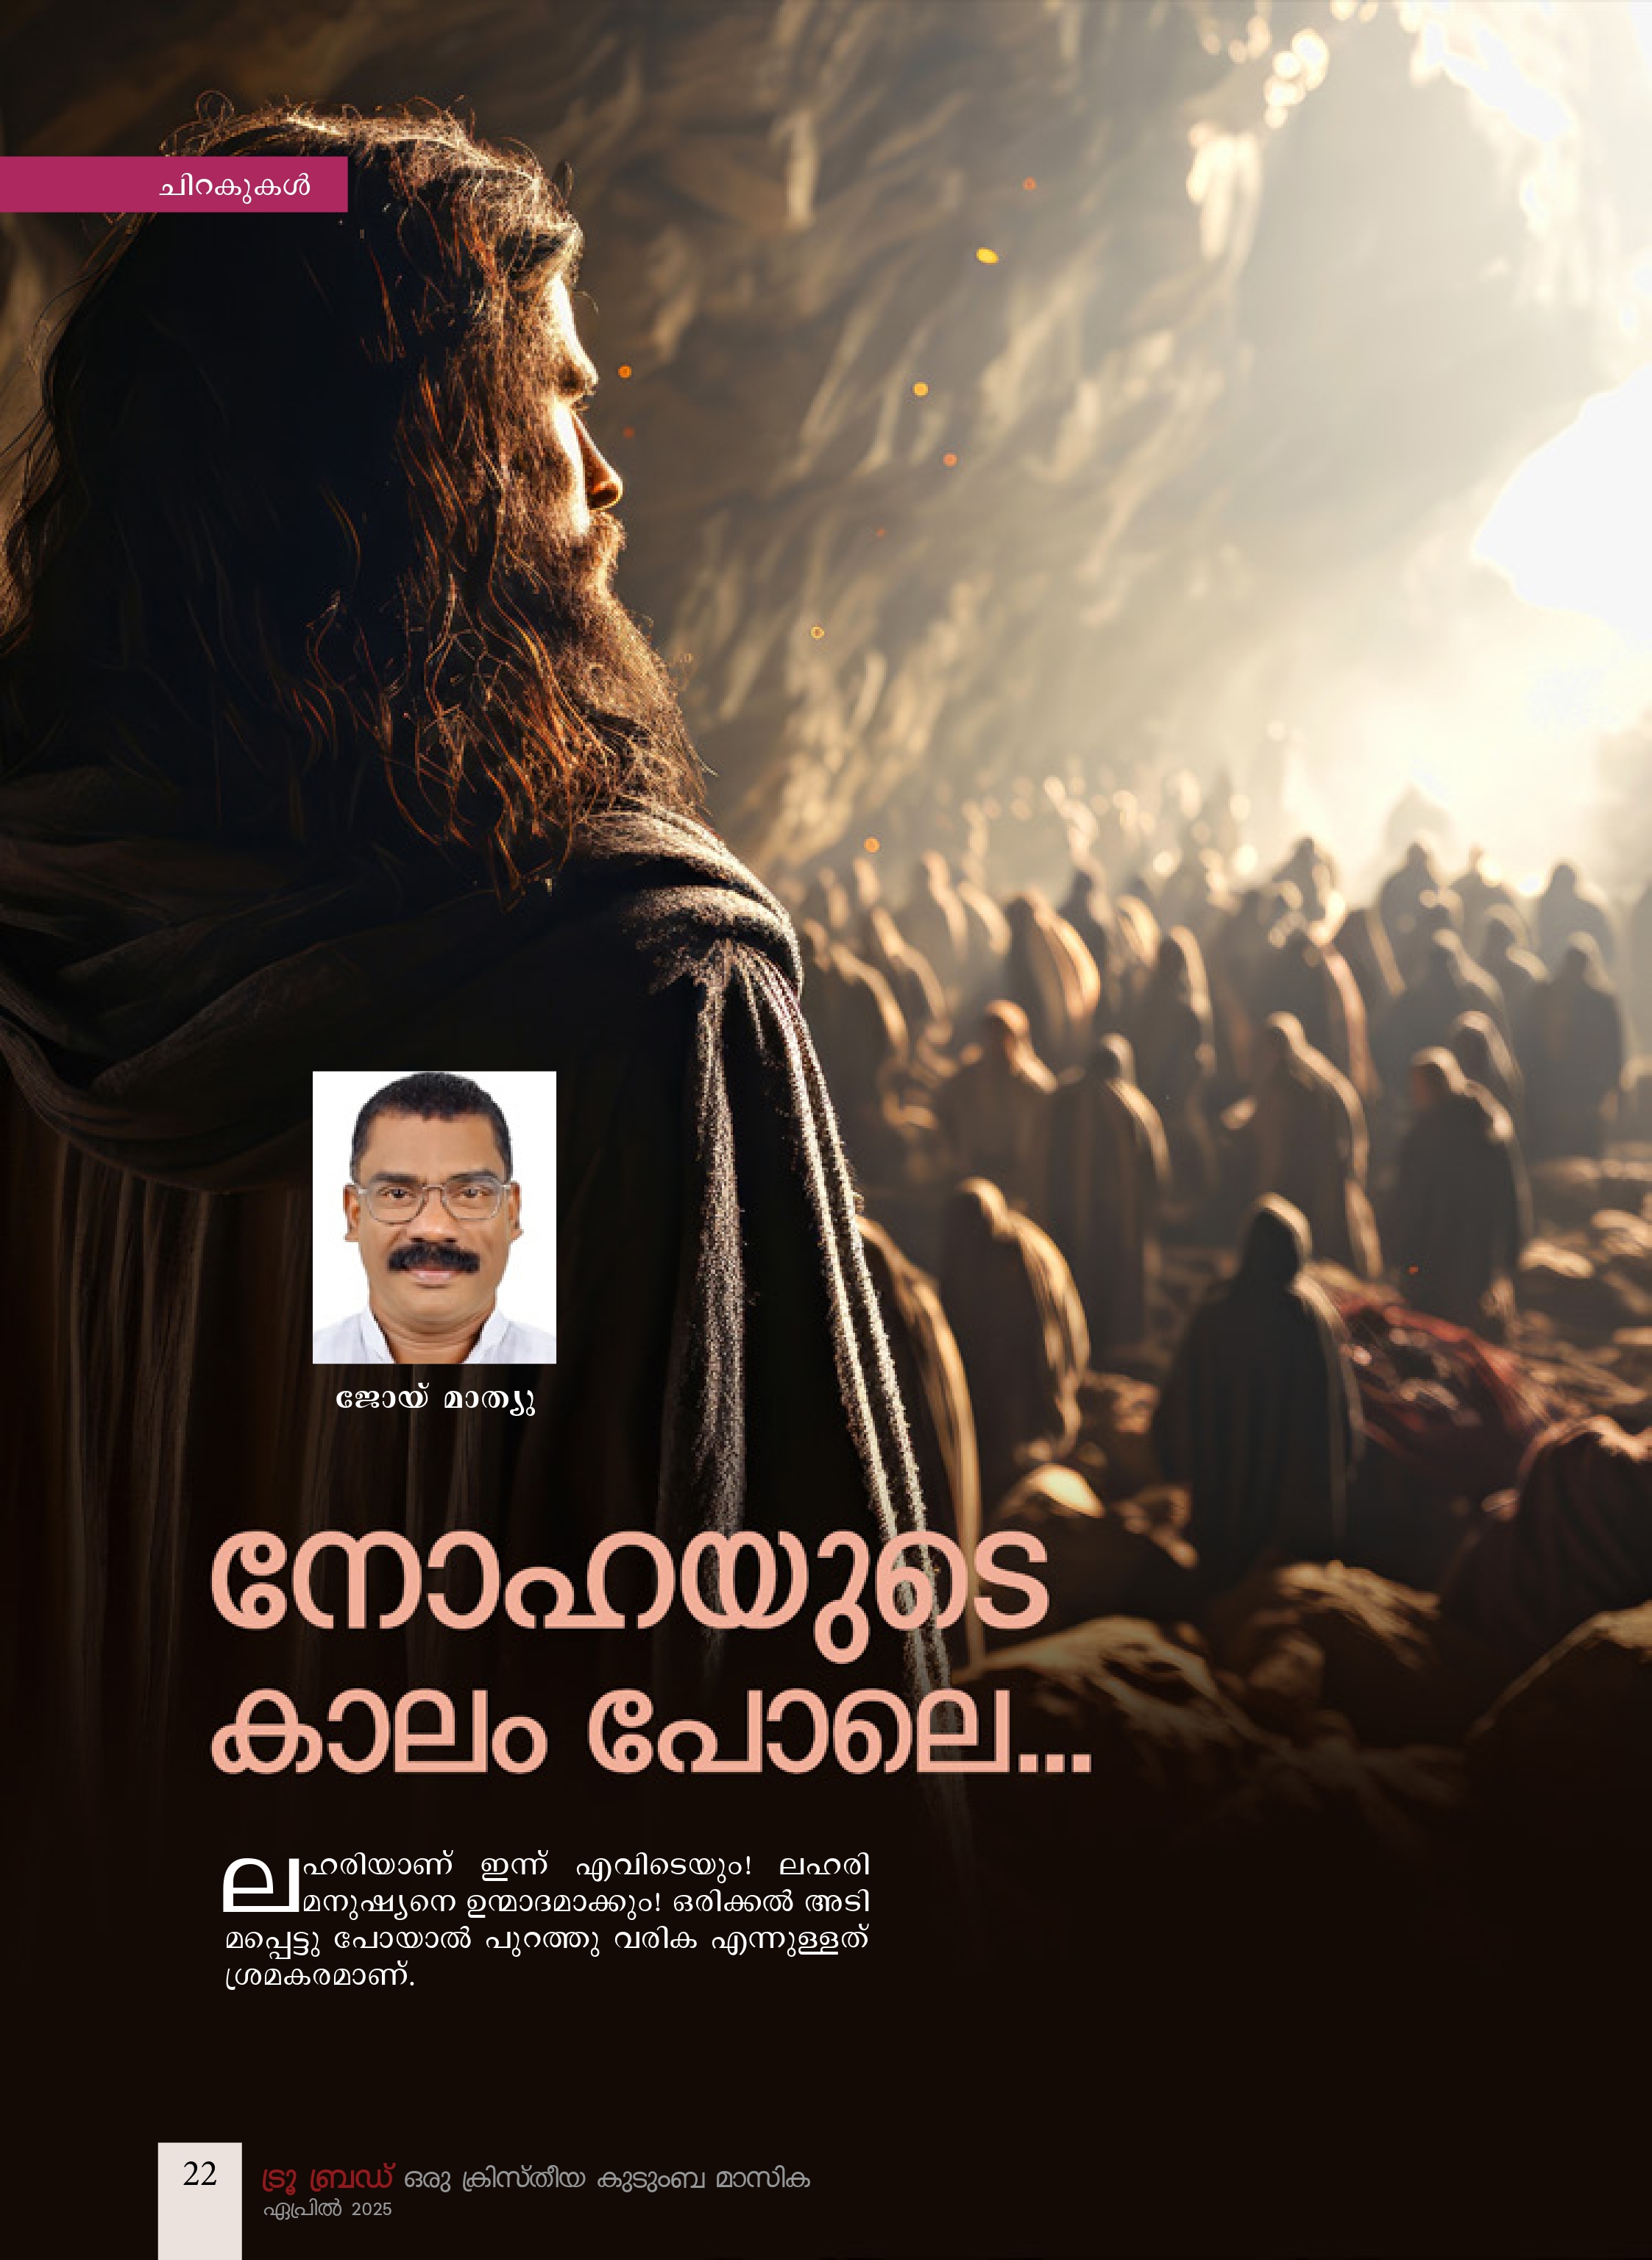 ചിറകുകൾ
ജോയ് മാത്യു
നോഹയുടെ
കാലം പോലെ...
ലഹരിയാണ് ഇന്ന് എവിടെയും! ലഹരി
മനുഷ്യനെ ഉന്മാദമാക്കും! ഒരിക്കൽ അടി
മപ്പെട്ടു പോയാൽ പുറത്തു വരിക എന്നുള്ളത്
ശ്രമകരമാണ്.
22
ട്രൂ ബ്രഡ് ഒരു ക്രിസ്തീയ കുടുംബ മാസിക
ഏപ്രിൽ 2025